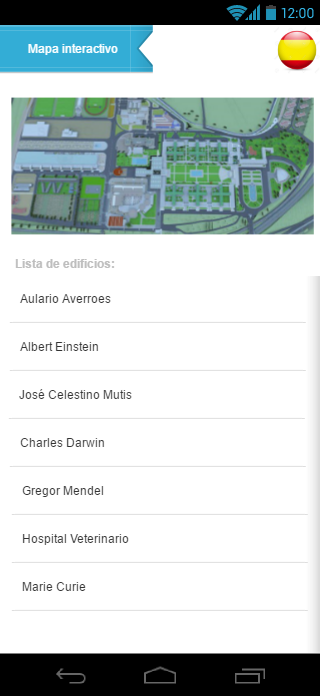 12:00
Mapa interactivo
Lista de edificios:
Aulario Averroes
Albert Einstein
José Celestino Mutis
Charles Darwin
Gregor Mendel
Hospital Veterinario
Marie Curie